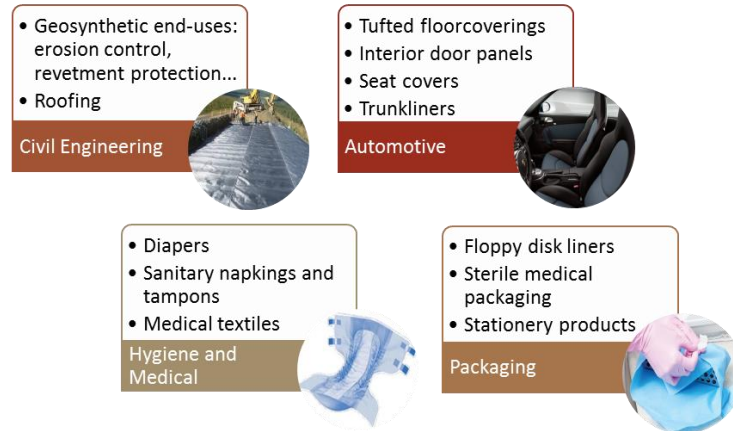 • Geosynthetic end-uses:
erosion control,
revetment protection...
• Roofing
Civil Engineering
• Tufted floorcoverings
• Interior door panels
• Seat covers
• Trunkliners
Automotive
• Diapers
• Sanitary napkings and
tampons
• Medical textiles
Hygiene and
Medical
• Floppy disk liners
• Sterile medical
packaging
• Stationery products
Packaging